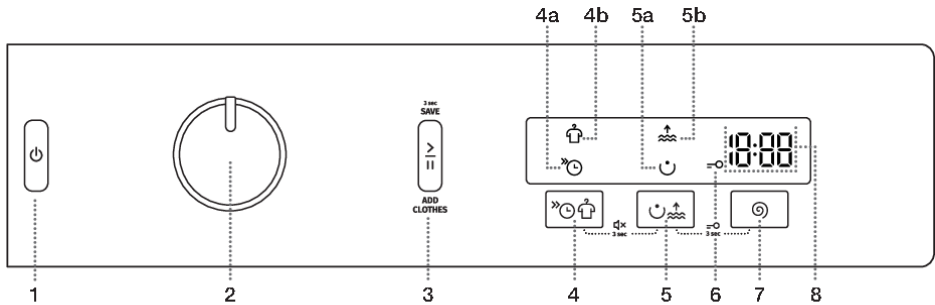 4a 4b 5a 5b
3 sec
SAVE
18:88
ADD
CLOTHES
3 sec 3 sec
1 2 3 4 5 6 7 8